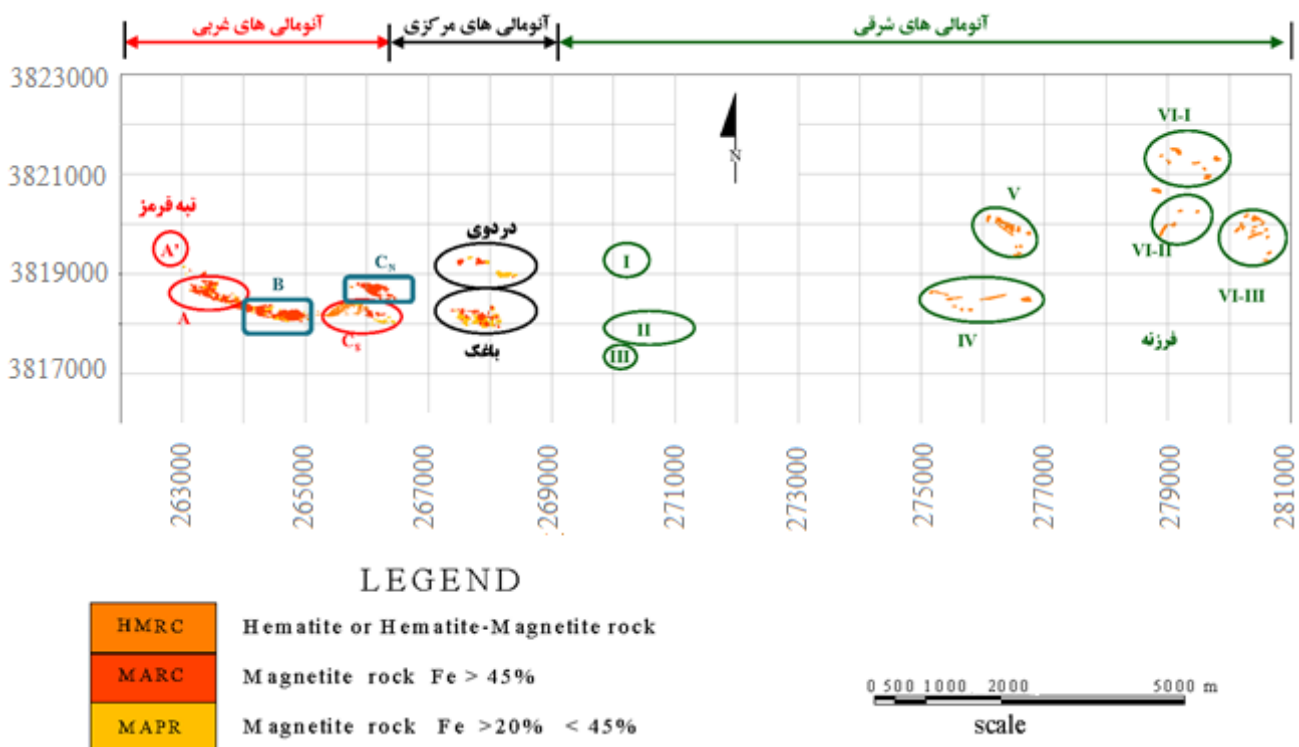 آنومالی های غربی
آنومالی های مرکزی
آنومالی های شرقی
3823000
3821000
3819000
3817000
N
VI-I
V
VI-II
VI-III
تپه قرمز
A'
A
B
C_N
C_S
دردوی
باغک
I
II
III
IV
فرزنه
263000
265000
267000
269000
271000
273000
275000
277000
279000
281000
LEGEND
HMRC Hematite or Hematite-Magnetite rock
MARC Magnetite rock Fe > 45%
MAPR Magnetite rock Fe >20% < 45%
0 500 1000 2000 5000 m
scale